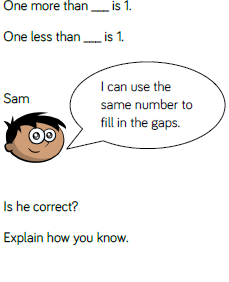 One more than ___ is 1.
One less than ___ is 1.
Sam
I can use the
same number to
fill in the gaps.
Is he correct?
Explain how you know.